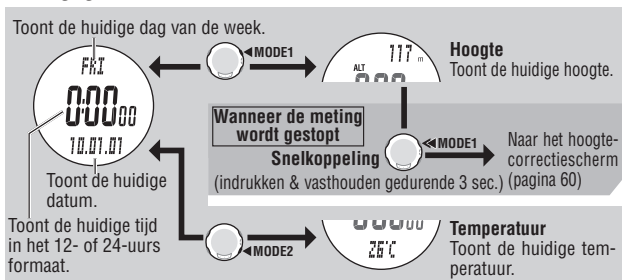 Toont de huidige dag van de week.
MODE1
FRI
0:00 00
10.01.01
Toont de huidige
datum.
Toont de huidige tijd
in het 12- of 24-uurs
formaat.
117 m
ALT
Hoogte
Toont de huidige hoogte.
Wanneer de meting
wordt gestopt
Snelkoppeling
(indrukken & vasthouden gedurende 3 sec.)
MODE1
Naar het hoogte-
correctiescherm
(pagina 60)
MODE2
26°C
Temperatuur
Toont de huidige tem-
peratuur.